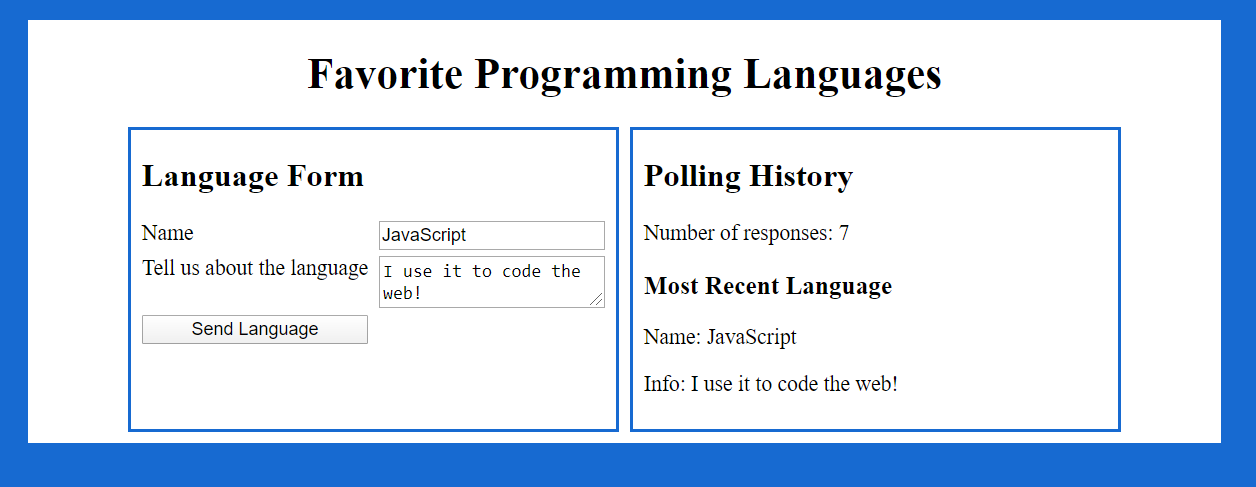 Favorite Programming Languages
Language Form
Name
JavaScript
Tell us about the language
I use it to code the
web!
Send Language
Polling History
Number of responses: 7
Most Recent Language
Name: JavaScript
Info: I use it to code the web!